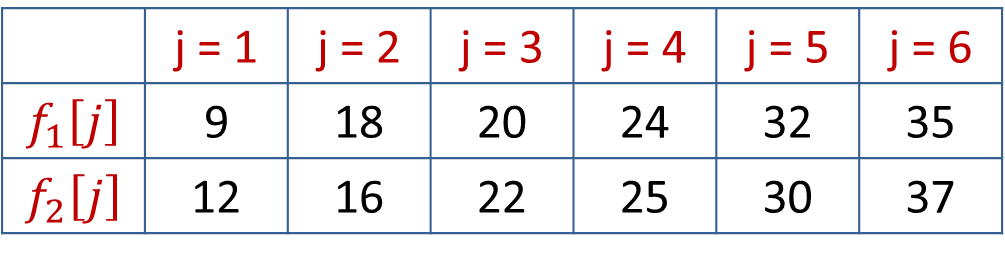 j = 1 j = 2 j = 3 j = 4 j = 5 j = 6
f₁[j] 9 18 20 24 32 35
f₂[j] 12 16 22 25 30 37